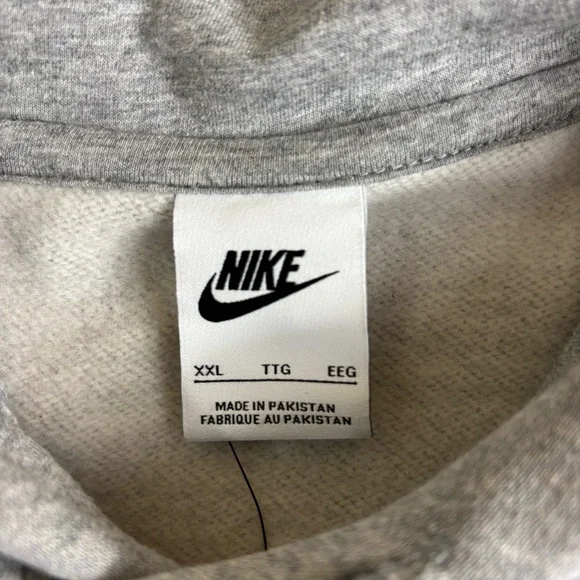 NIKE
XXL TTG EEG
MADE IN PAKISTAN
FABRIQUE AU PAKISTAN